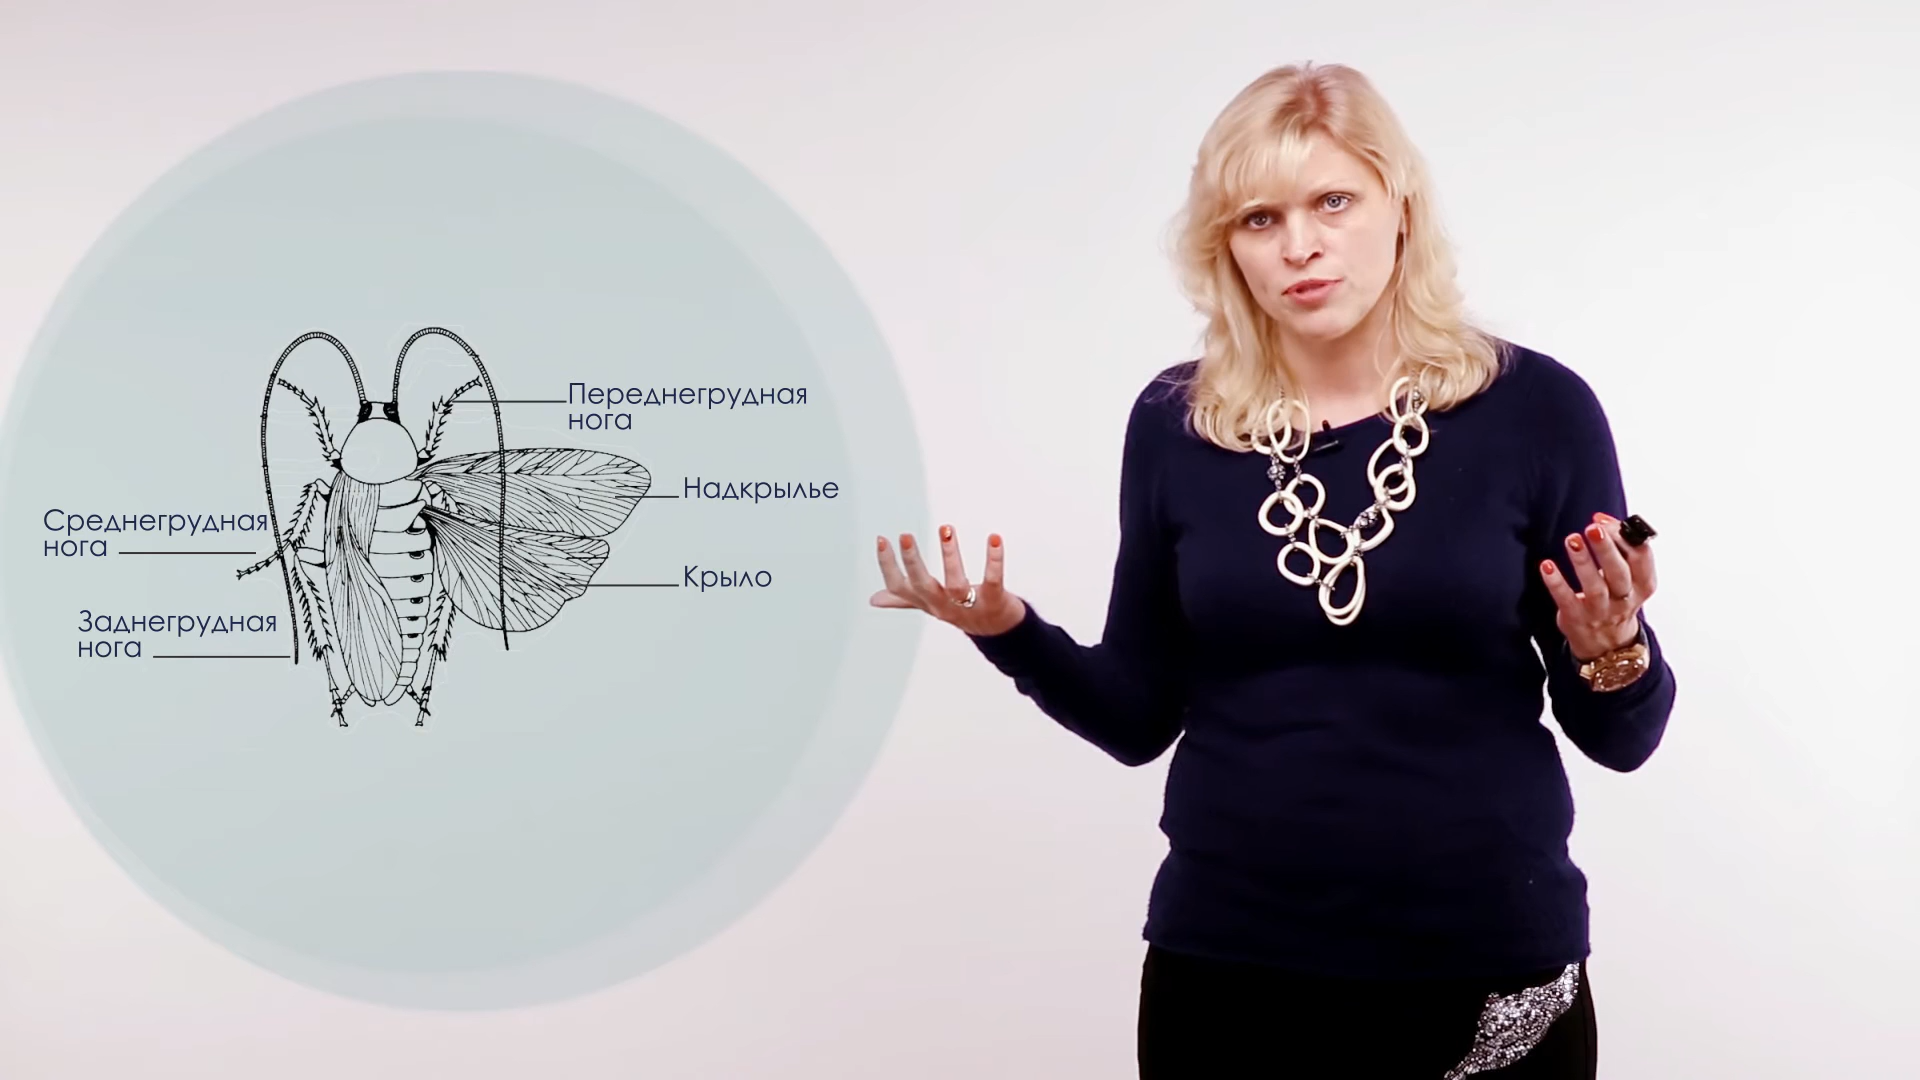 Переднегрудная
нога
Надкрылье
Среднегрудная
нога
Крыло
Заднегрудная
нога